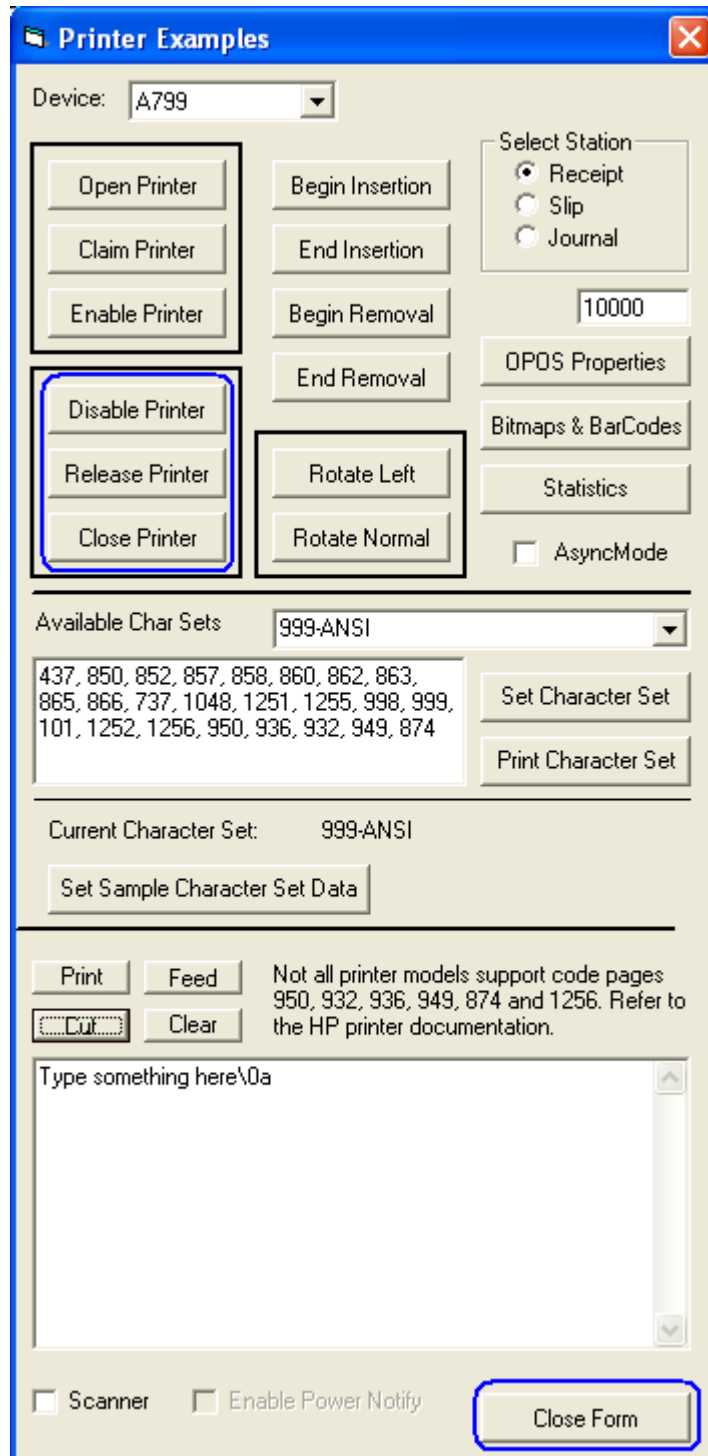 Printer Examples
Device: A799
Select Station
Open Printer
Begin Insertion
Receipt
Slip
Claim Printer
End Insertion
Journal
Enable Printer
Begin Removal
10000
End Removal
OPOS Properties
Disable Printer
Bitmaps & BarCodes
Release Printer
Rotate Left
Statistics
Close Printer
Rotate Normal
AsyncMode
Available Char Sets
999-ANSI
437, 850, 852, 857, 858, 860, 862, 863,
865, 866, 737, 1048, 1251, 1255, 998, 999,
101, 1252, 1256, 950, 936, 932, 949, 874
Set Character Set
Print Character Set
Current Character Set: 999-ANSI
Set Sample Character Set Data
Print
Feed
Cut
Clear
Not all printer models support code pages
950, 932, 936, 949, 874 and 1256. Refer to
the HP printer documentation.
Type something here\0a
Scanner
Enable Power Notify
Close Form